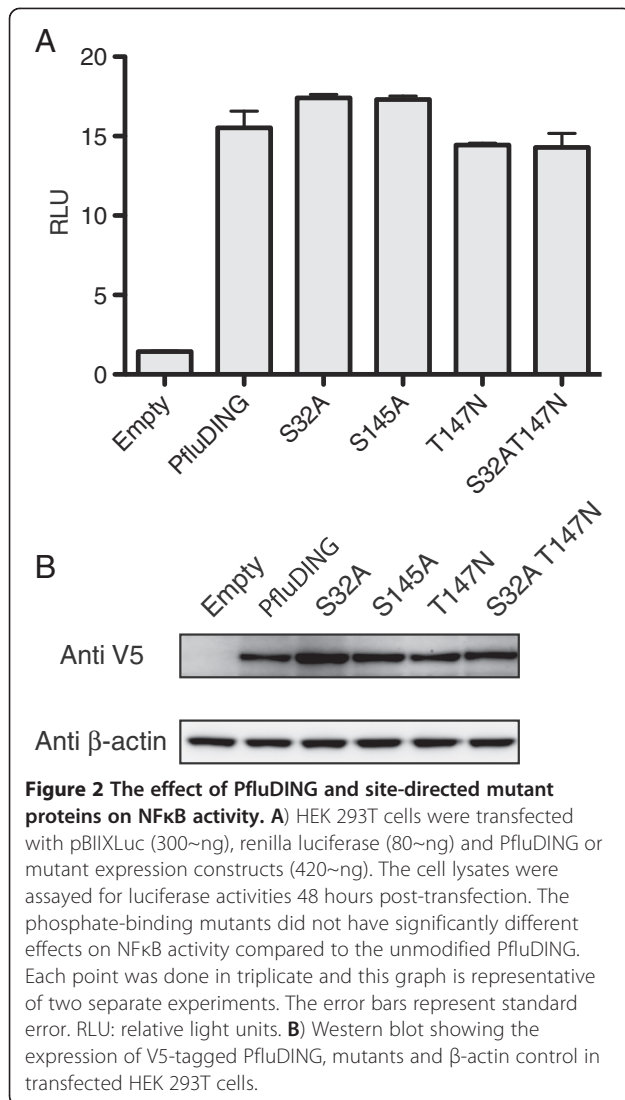 A
20
15
10
5
0
RLU
Empty
PfluDING
S32A
S145A
T147N
S32AT147N
B
Empty
PfluDING
S32A
S145A
T147N
S32A T147N
Anti V5
Anti β-actin
Figure 2 The effect of PfluDING and site-directed mutant
proteins on NFκB activity. A) HEK 293T cells were transfected
with pBIIXLuc (300~ng), renilla luciferase (80~ng) and PfluDING or
mutant expression constructs (420~ng). The cell lysates were
assayed for luciferase activities 48 hours post-transfection. The
phosphate-binding mutants did not have significantly different
effects on NFκB activity compared to the unmodified PfluDING.
Each point was done in triplicate and this graph is representative
of two separate experiments. The error bars represent standard
error. RLU: relative light units. B) Western blot showing the
expression of V5-tagged PfluDING, mutants and β-actin control in
transfected HEK 293T cells.